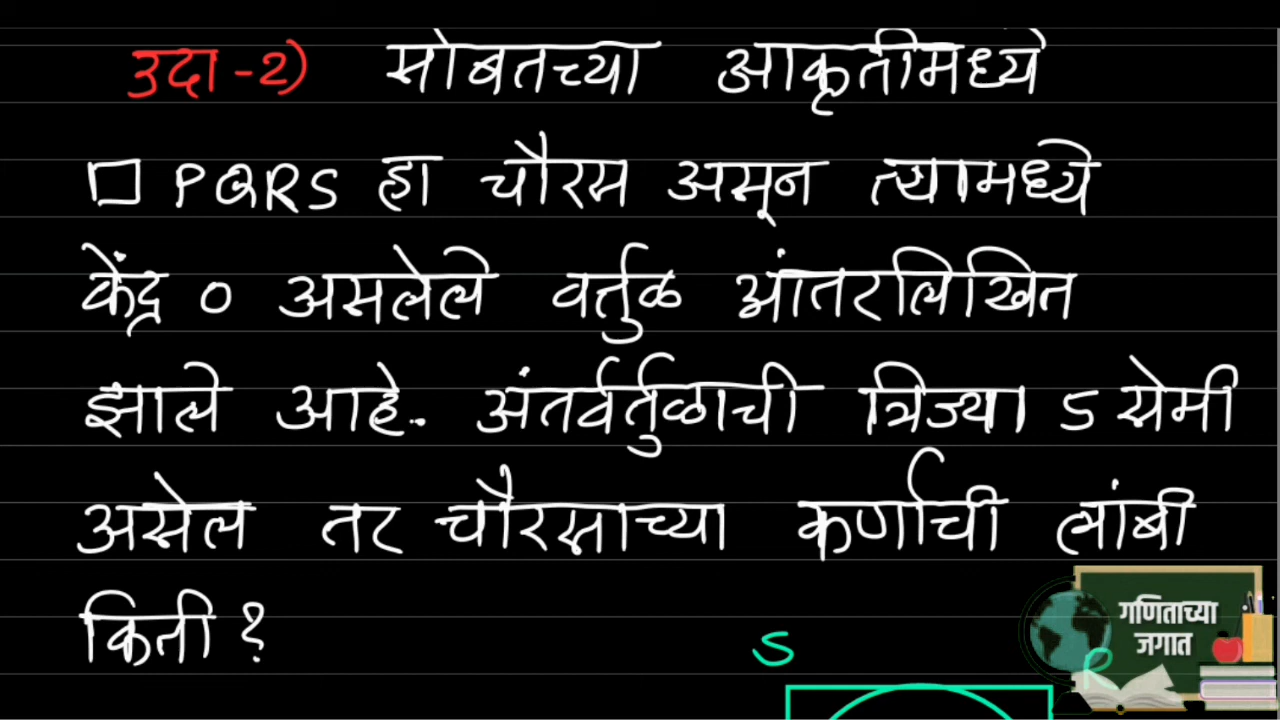 उदा-2) सोबतच्या आकृतीमध्ये
□ PQRS हा चौरस असून त्यामध्ये
केंद्र O असलेले वर्तुळ आंतरलिखित
झाले आहे.. अंतर्वर्तुळाची त्रिज्या 5 सेमी
असेल तर चौरसाच्या कर्णाची लांबी
किती?
गणिताच्या
जगात
S
P